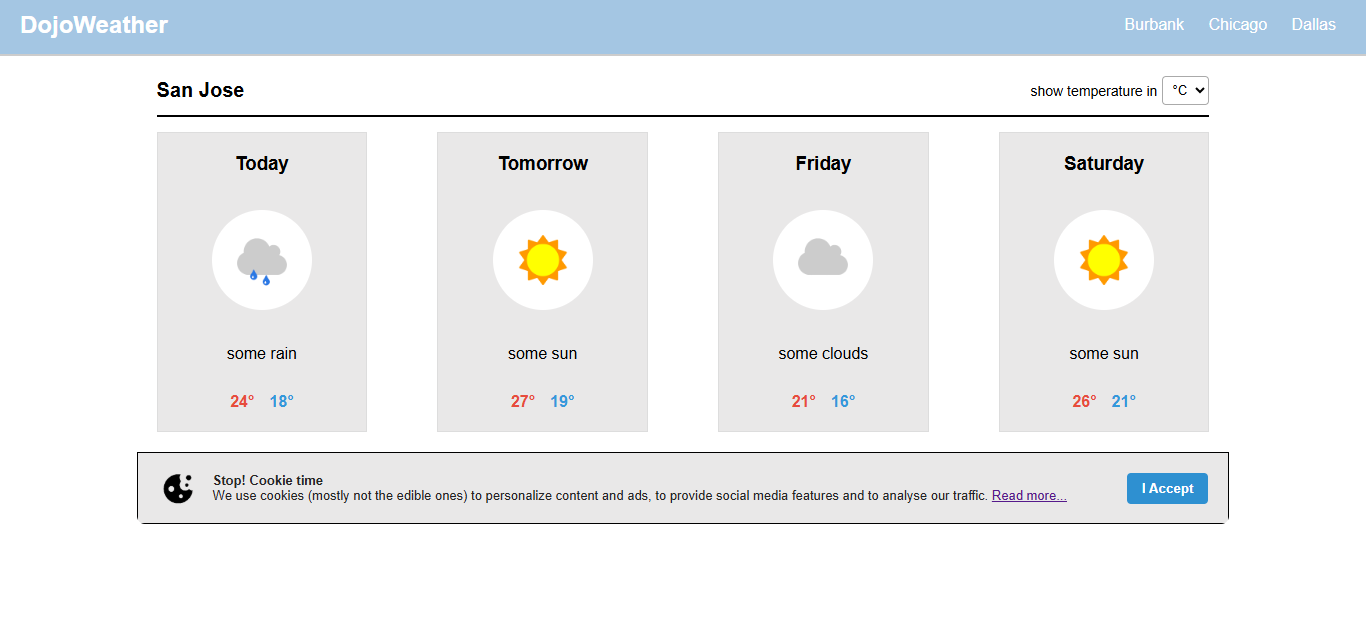 DojoWeather
Burbank Chicago Dallas
San Jose
show temperature in °C
Today
some rain
24° 18°
Tomorrow
some sun
27° 19°
Friday
some clouds
21° 16°
Saturday
some sun
26° 21°
Stop! Cookie time
We use cookies (mostly not the edible ones) to personalize content and ads, to provide social media features and to analyse our traffic. Read more...
I Accept